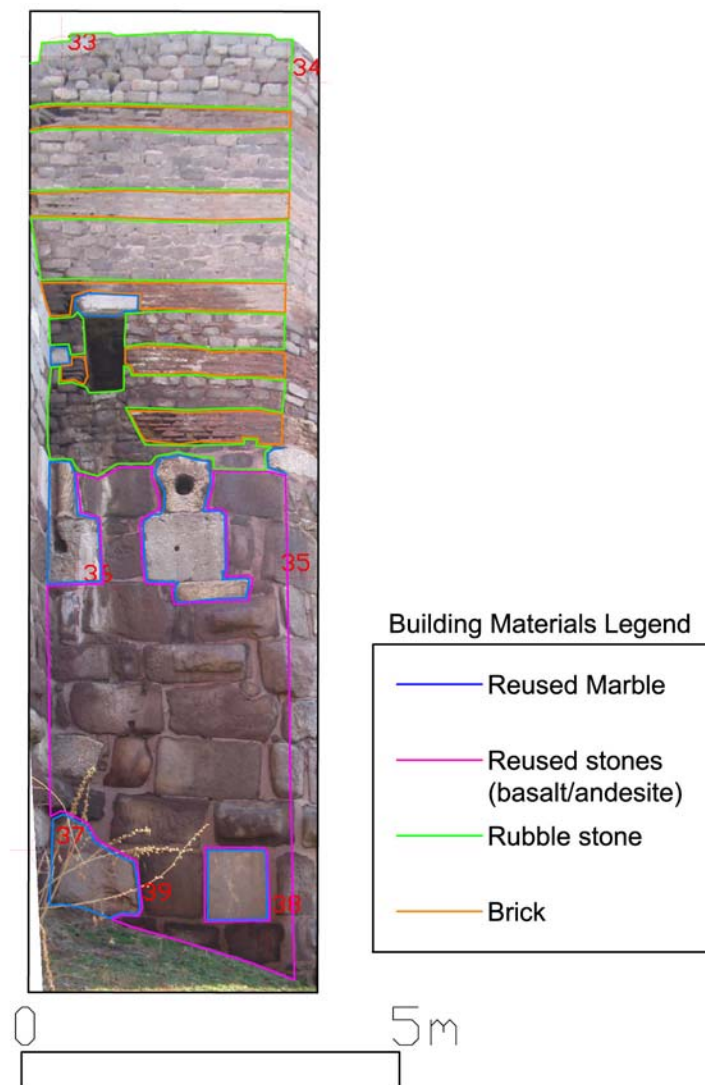 33
34
35
36
37
39
38
Building Materials Legend
Reused Marble
Reused stones
(basalt/andesite)
Rubble stone
Brick
0 5m